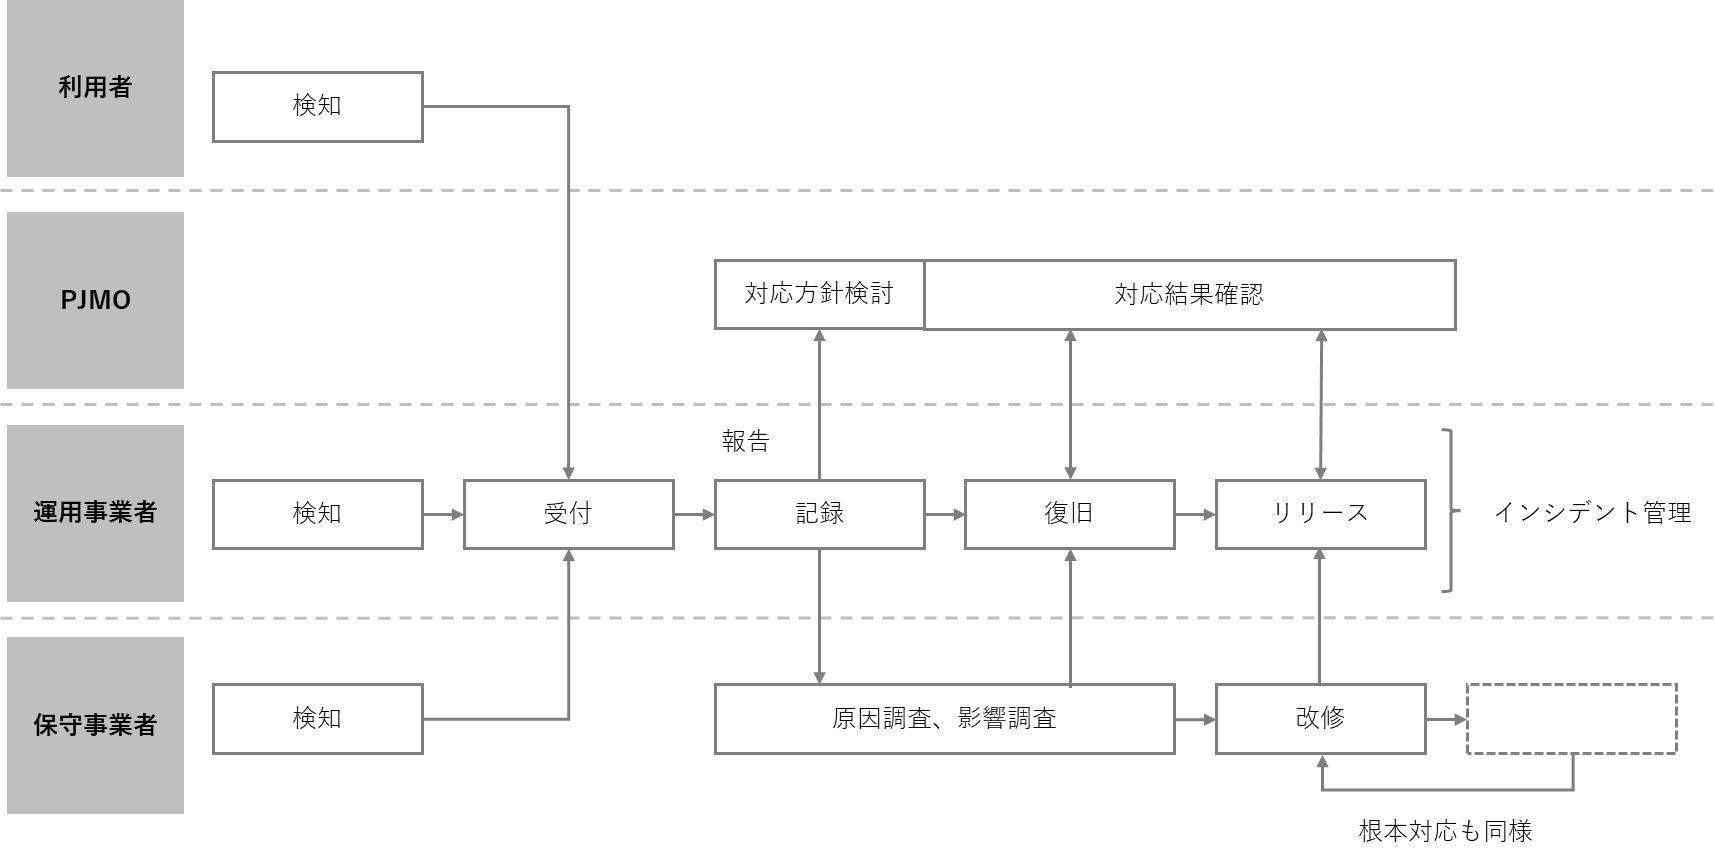 利用者
検知
PJMO
対応方針検討
対応結果確認
報告
運用事業者
検知
受付
記録
復旧
リリース
インシデント管理
保守事業者
検知
原因調査、影響調査
改修
根本対応も同様